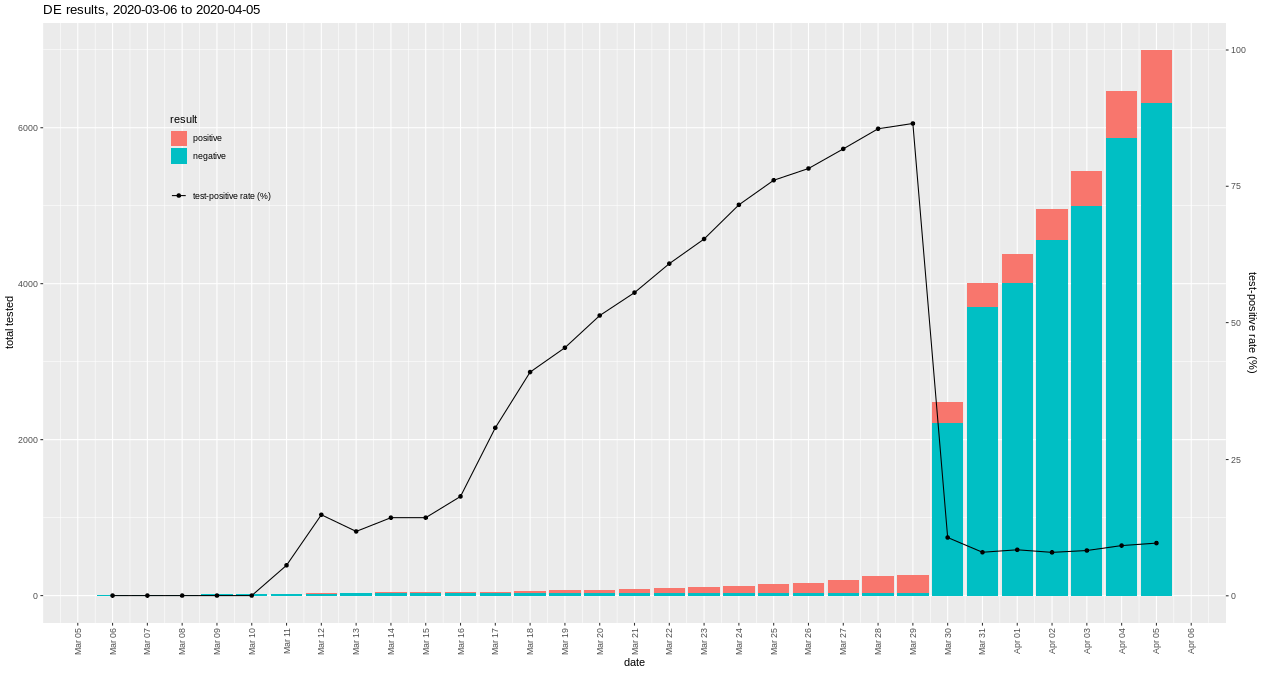 DE results, 2020-03-06 to 2020-04-05
result
positive
negative
test-positive rate (%)
total tested
6000
4000
2000
0
100
75
50
25
0
test-positive rate (%)
Mar 05
Mar 06
Mar 07
Mar 08
Mar 09
Mar 10
Mar 11
Mar 12
Mar 13
Mar 14
Mar 15
Mar 16
Mar 17
Mar 18
Mar 19
Mar 20
Mar 21
Mar 22
Mar 23
Mar 24
Mar 25
Mar 26
Mar 27
Mar 28
Mar 29
Mar 30
Mar 31
Apr 01
Apr 02
Apr 03
Apr 04
Apr 05
Apr 06
date